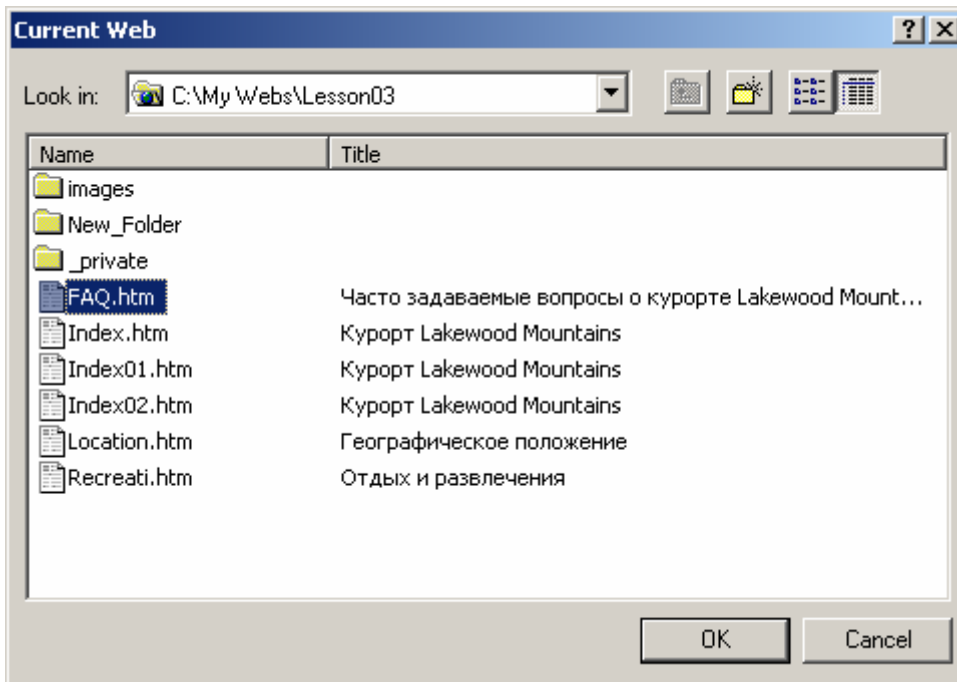 Current Web
Look in: C:\My Webs\Lesson03
Name Title
images
New_Folder
_private
FAQ.htm Часто задаваемые вопросы о курорте Lakewood Mount...
Index.htm Курорт Lakewood Mountains
Index01.htm Курорт Lakewood Mountains
Index02.htm Курорт Lakewood Mountains
Location.htm Географическое положение
Recreati.htm Отдых и развлечения
OK Cancel